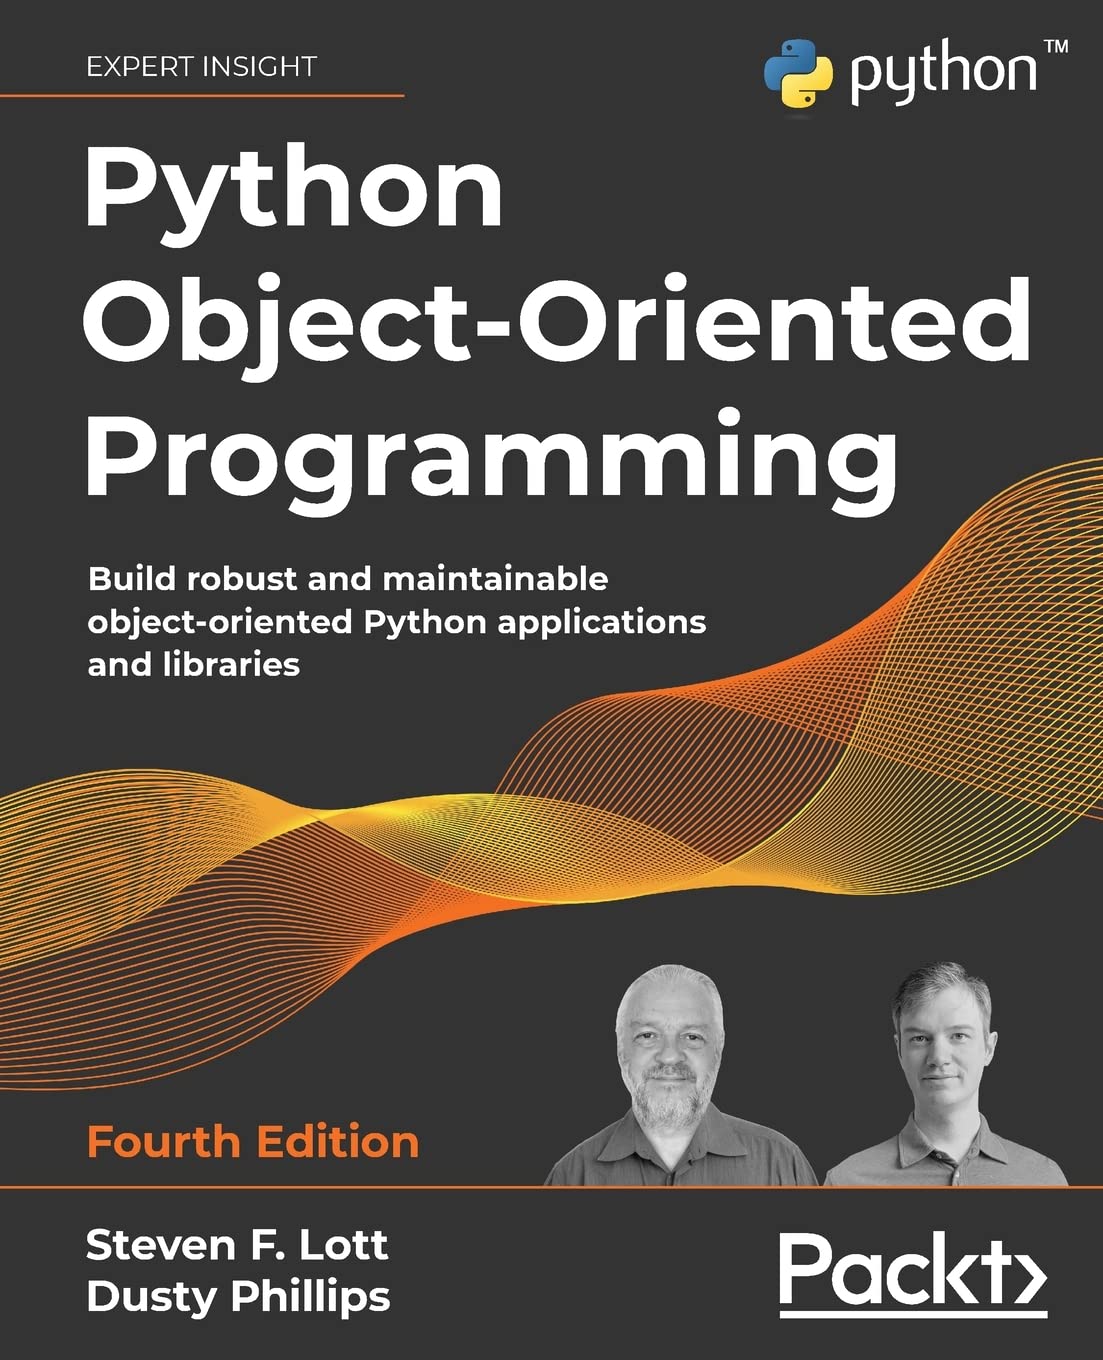 EXPERT INSIGHT
python™
Python
Object-Oriented
Programming
Build robust and maintainable
object-oriented Python applications
and libraries
Fourth Edition
Steven F. Lott
Dusty Phillips
Packt